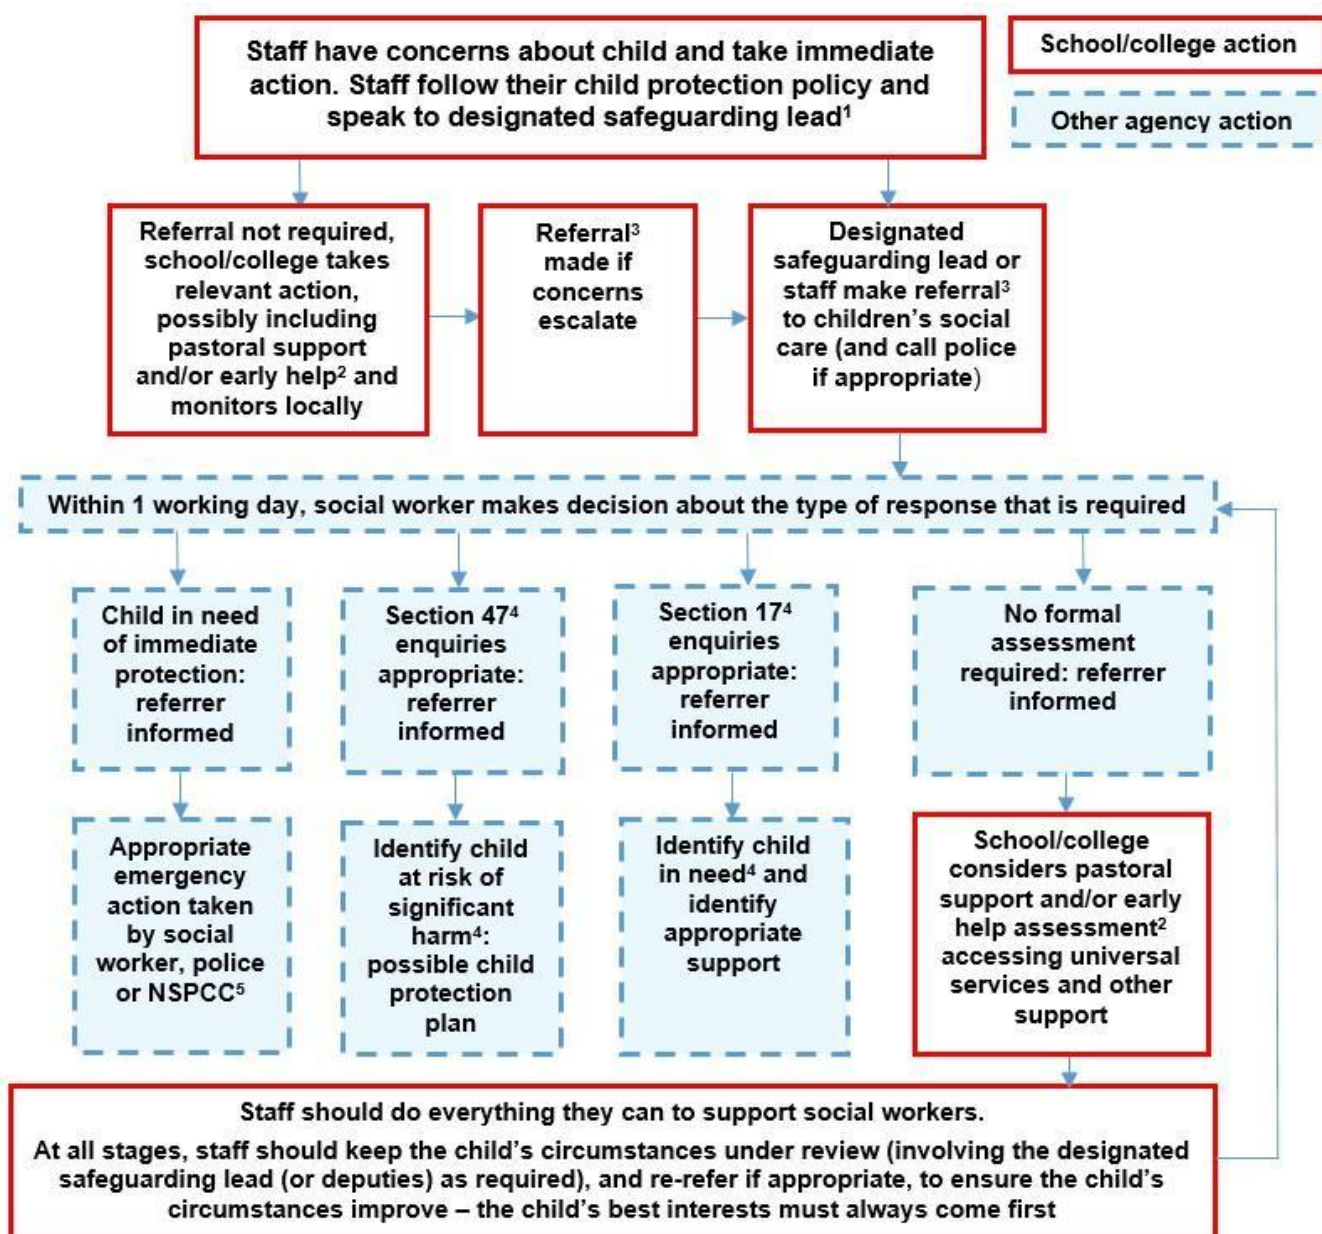 Staff have concerns about child and take immediate
action. Staff follow their child protection policy and
speak to designated safeguarding lead¹
School/college action
Other agency action
Referral not required,
school/college takes
relevant action,
possibly including
pastoral support
and/or early help² and
monitors locally
Referral³
made if
concerns
escalate
Designated
safeguarding lead or
staff make referral³
to children’s social
care (and call police
if appropriate)
Within 1 working day, social worker makes decision about the type of response that is required
Child in need
of immediate
protection:
referrer
informed
Section 47⁴
enquiries
appropriate:
referrer
informed
Section 17⁴
enquiries
appropriate:
referrer
informed
No formal
assessment
required: referrer
informed
Appropriate
emergency
action taken
by social
worker, police
or NSPCC⁵
Identify child
at risk of
significant
harm⁴:
possible child
protection
plan
Identify child
in need⁴ and
identify
appropriate
support
School/college
considers pastoral
support and/or early
help assessment²
accessing universal
services and other
support
Staff should do everything they can to support social workers.
At all stages, staff should keep the child’s circumstances under review (involving the designated
safeguarding lead (or deputies) as required), and re-refer if appropriate, to ensure the child’s
circumstances improve – the child’s best interests must always come first